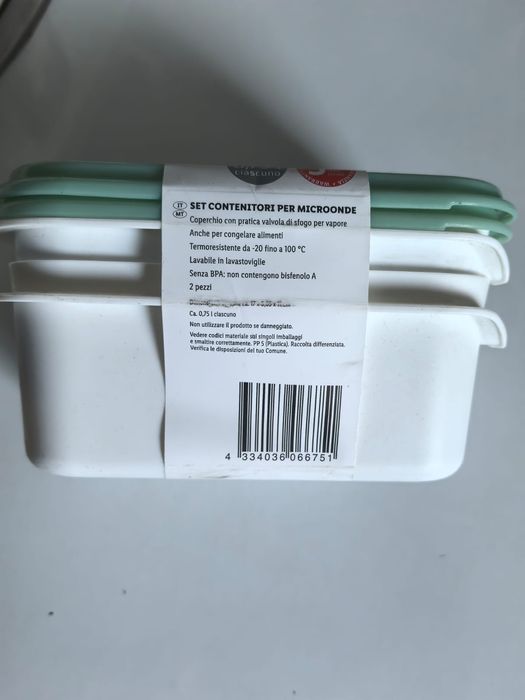 ciascuno
IT SET CONTENITORI PER MICROONDE
MT Coperchio con pratica valvola di sfogo per vapore
Anche per congelare alimenti
Termoresistente da -20 fino a 100 °C
Lavabile in lavastoviglie
Senza BPA: non contengono bisfenolo A
2 pezzi
Ca. 0,75 l ciascuno
Non utilizzare il prodotto se danneggiato.
Vedere codici materiale sui singoli imballaggi
e smaltire correttamente. PP 5 (Plastica). Raccolta differenziata.
Verifica le disposizioni del tuo Comune.
4 334036 066751